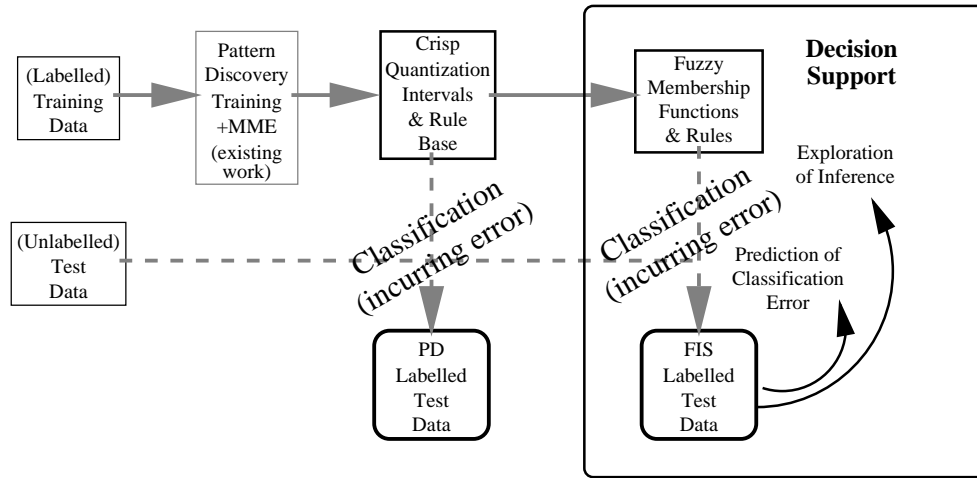 (Labelled)
Training
Data
Pattern
Discovery
Training
+MME
(existing
work)
Crisp
Quantization
Intervals
& Rule
Base
Fuzzy
Membership
Functions
& Rules
Decision
Support
Exploration
of Inference
(Unlabelled)
Test
Data
Classification
(incurring error)
Classification
(incurring error)
Prediction of
Classification
Error
PD
Labelled
Test
Data
FIS
Labelled
Test
Data